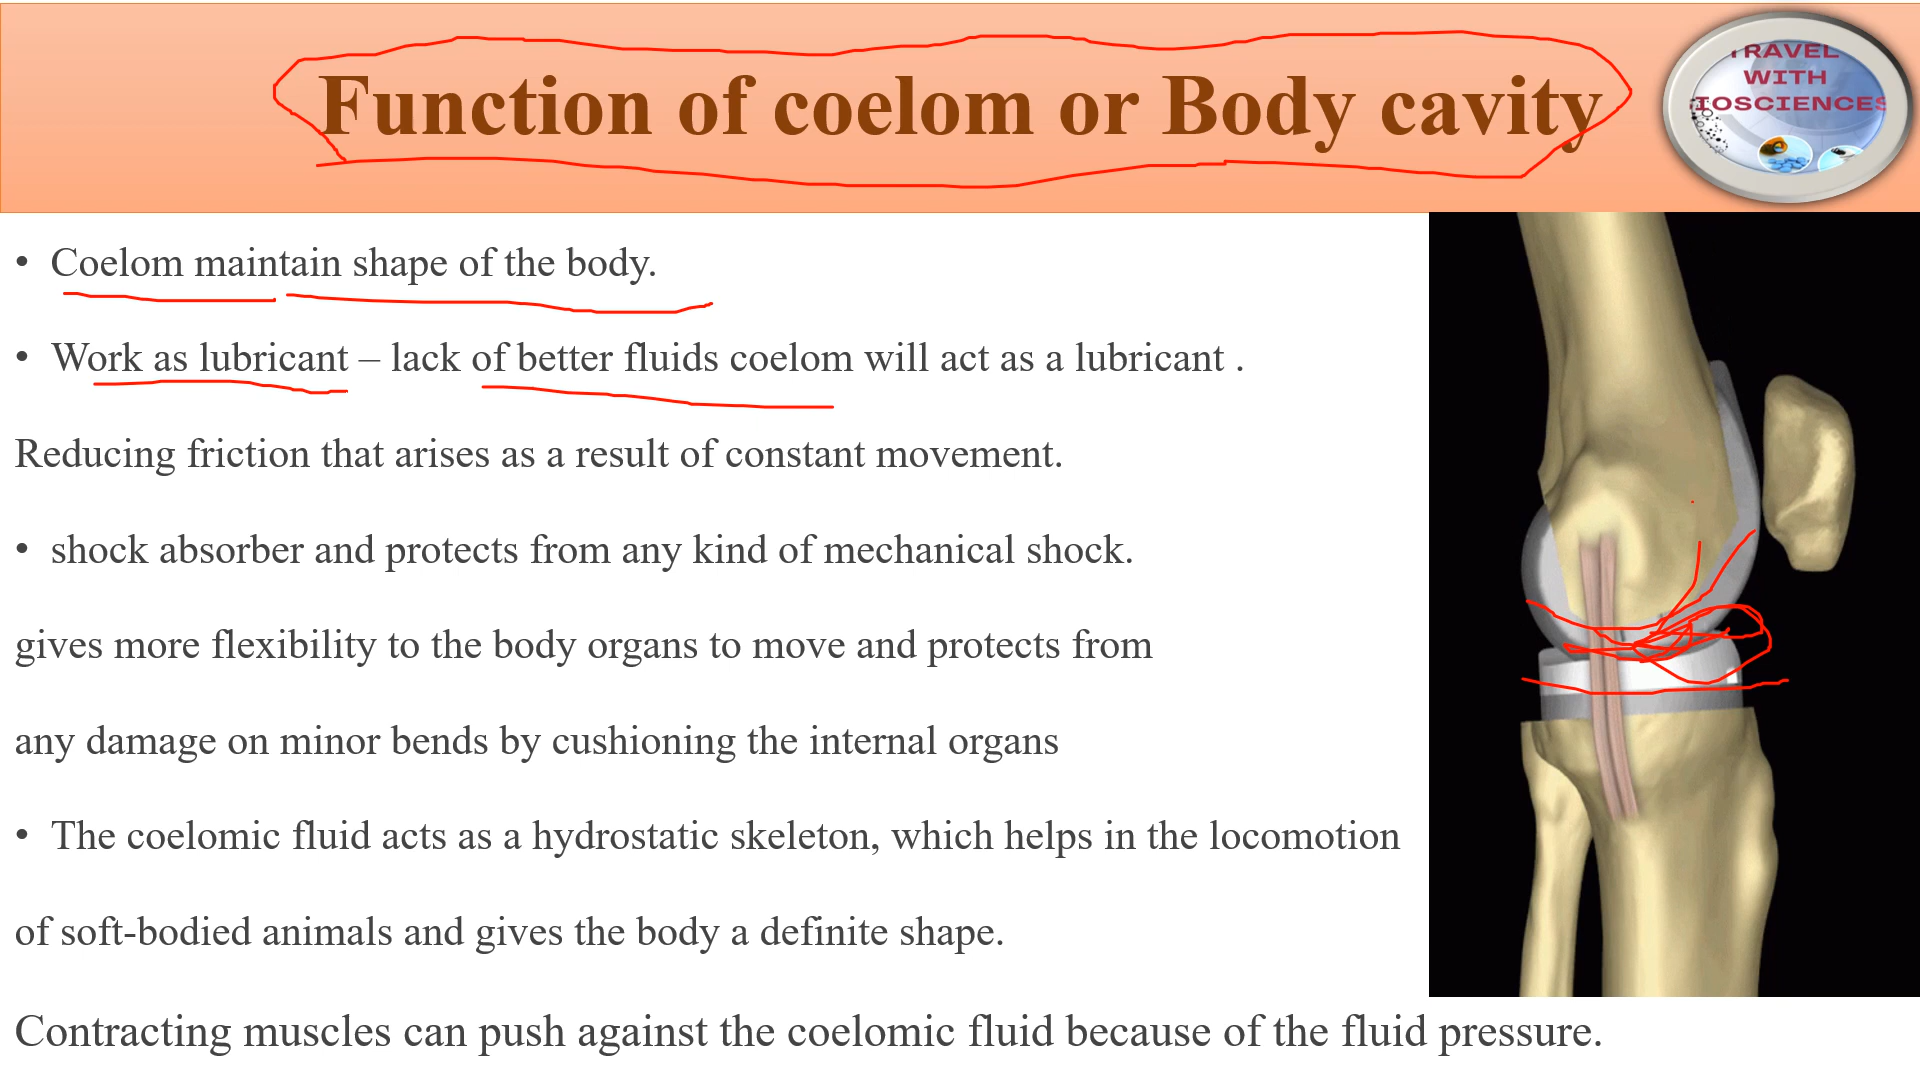 Function of coelom or Body cavity
TRAVEL
WITH
IOSCIENCES
• Coelom maintain shape of the body.
• Work as lubricant – lack of better fluids coelom will act as a lubricant .
Reducing friction that arises as a result of constant movement.
• shock absorber and protects from any kind of mechanical shock.
gives more flexibility to the body organs to move and protects from
any damage on minor bends by cushioning the internal organs
• The coelomic fluid acts as a hydrostatic skeleton, which helps in the locomotion
of soft-bodied animals and gives the body a definite shape.
Contracting muscles can push against the coelomic fluid because of the fluid pressure.